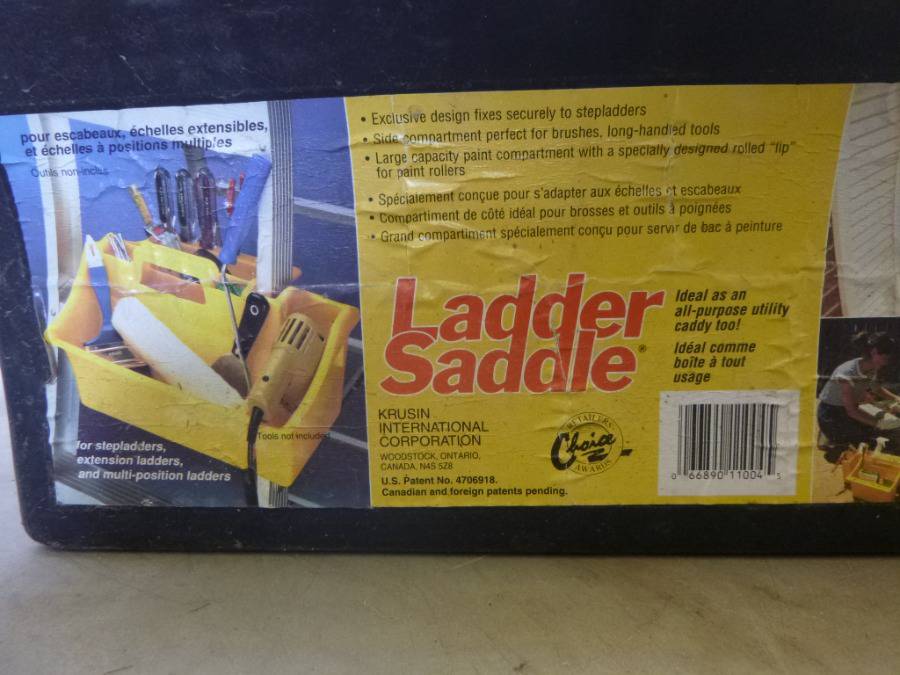 pour escabeaux, échelles extensibles,
et échelles à positions multiples
Outils non-inclus
Tools not included
for stepladders,
extension ladders,
and multi-position ladders
• Exclusive design fixes securely to stepladders
• Side compartment perfect for brushes, long-handled tools
• Large capacity paint compartment with a specially designed rolled "lip"
for paint rollers
• Spécialement conçue pour s'adapter aux échelles et escabeaux
• Compartiment de côté idéal pour brosses et outils à poignées
• Grand compartiment spécialement conçu pour servir de bac à peinture
Ladder
Saddle®
Ideal as an
all-purpose utility
caddy too!
Idéal comme
boîte à tout
usage
KRUSIN
INTERNATIONAL
CORPORATION
WOODSTOCK, ONTARIO,
CANADA, N4S 5Z8
U.S. Patent No. 4706918.
Canadian and foreign patents pending.
RETAILERS
Choice
AWARDS
0 66890 11004 5